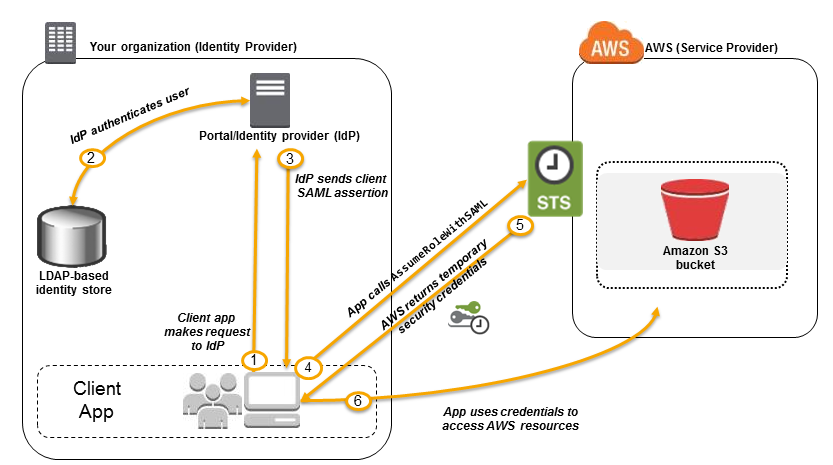 Your organization (Identity Provider)
AWS
AWS (Service Provider)
IdP authenticates user
2
Portal/Identity provider (IdP)
3
IdP sends client
SAML assertion
LDAP-based
identity store
Client app
makes request
to IdP
1
4
App calls AssumeRoleWithSAML
STS
5
AWS returns temporary
security credentials
Amazon S3
bucket
Client
App
6
App uses credentials to
access AWS resources